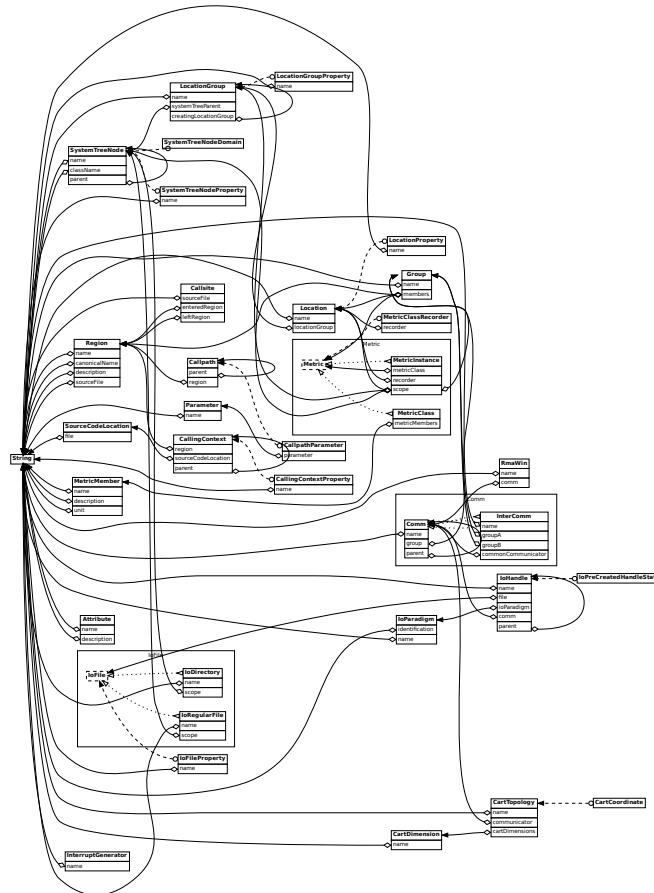 LocationGroupProperty
name
LocationGroup
name
systemTreeParent
creatingLocationGroup
SystemTreeNodeDomain
SystemTreeNode
name
className
parent
SystemTreeNodeProperty
name
LocationProperty
name
Group
name
members
Callsite
sourceFile
enteredRegion
leftRegion
Location
name
locationGroup
MetricClassRecorder
recorder
Region
name
canonicalName
description
sourceFile
Metric
Metric
MetricInstance
metricClass
recorder
scope
Callpath
parent
region
Parameter
name
MetricClass
metricMembers
SourceCodeLocation
file
CallingContext
region
sourceCodeLocation
parent
CallpathParameter
parameter
String
CallingContextProperty
name
RmaWin
name
comm
MetricMember
name
description
unit
Comm
InterComm
name
groupA
groupB
commonCommunicator
Comm
name
group
parent
IoHandle
name
file
ioParadigm
comm
parent
IoPreCreatedHandleStat
Attribute
name
description
IoParadigm
identification
name
IoFile
IoFile
IoDirectory
name
scope
IoRegularFile
name
scope
IoFileProperty
name
CartTopology
name
communicator
cartDimensions
CartCoordinate
CartDimension
name
InterruptGenerator
name